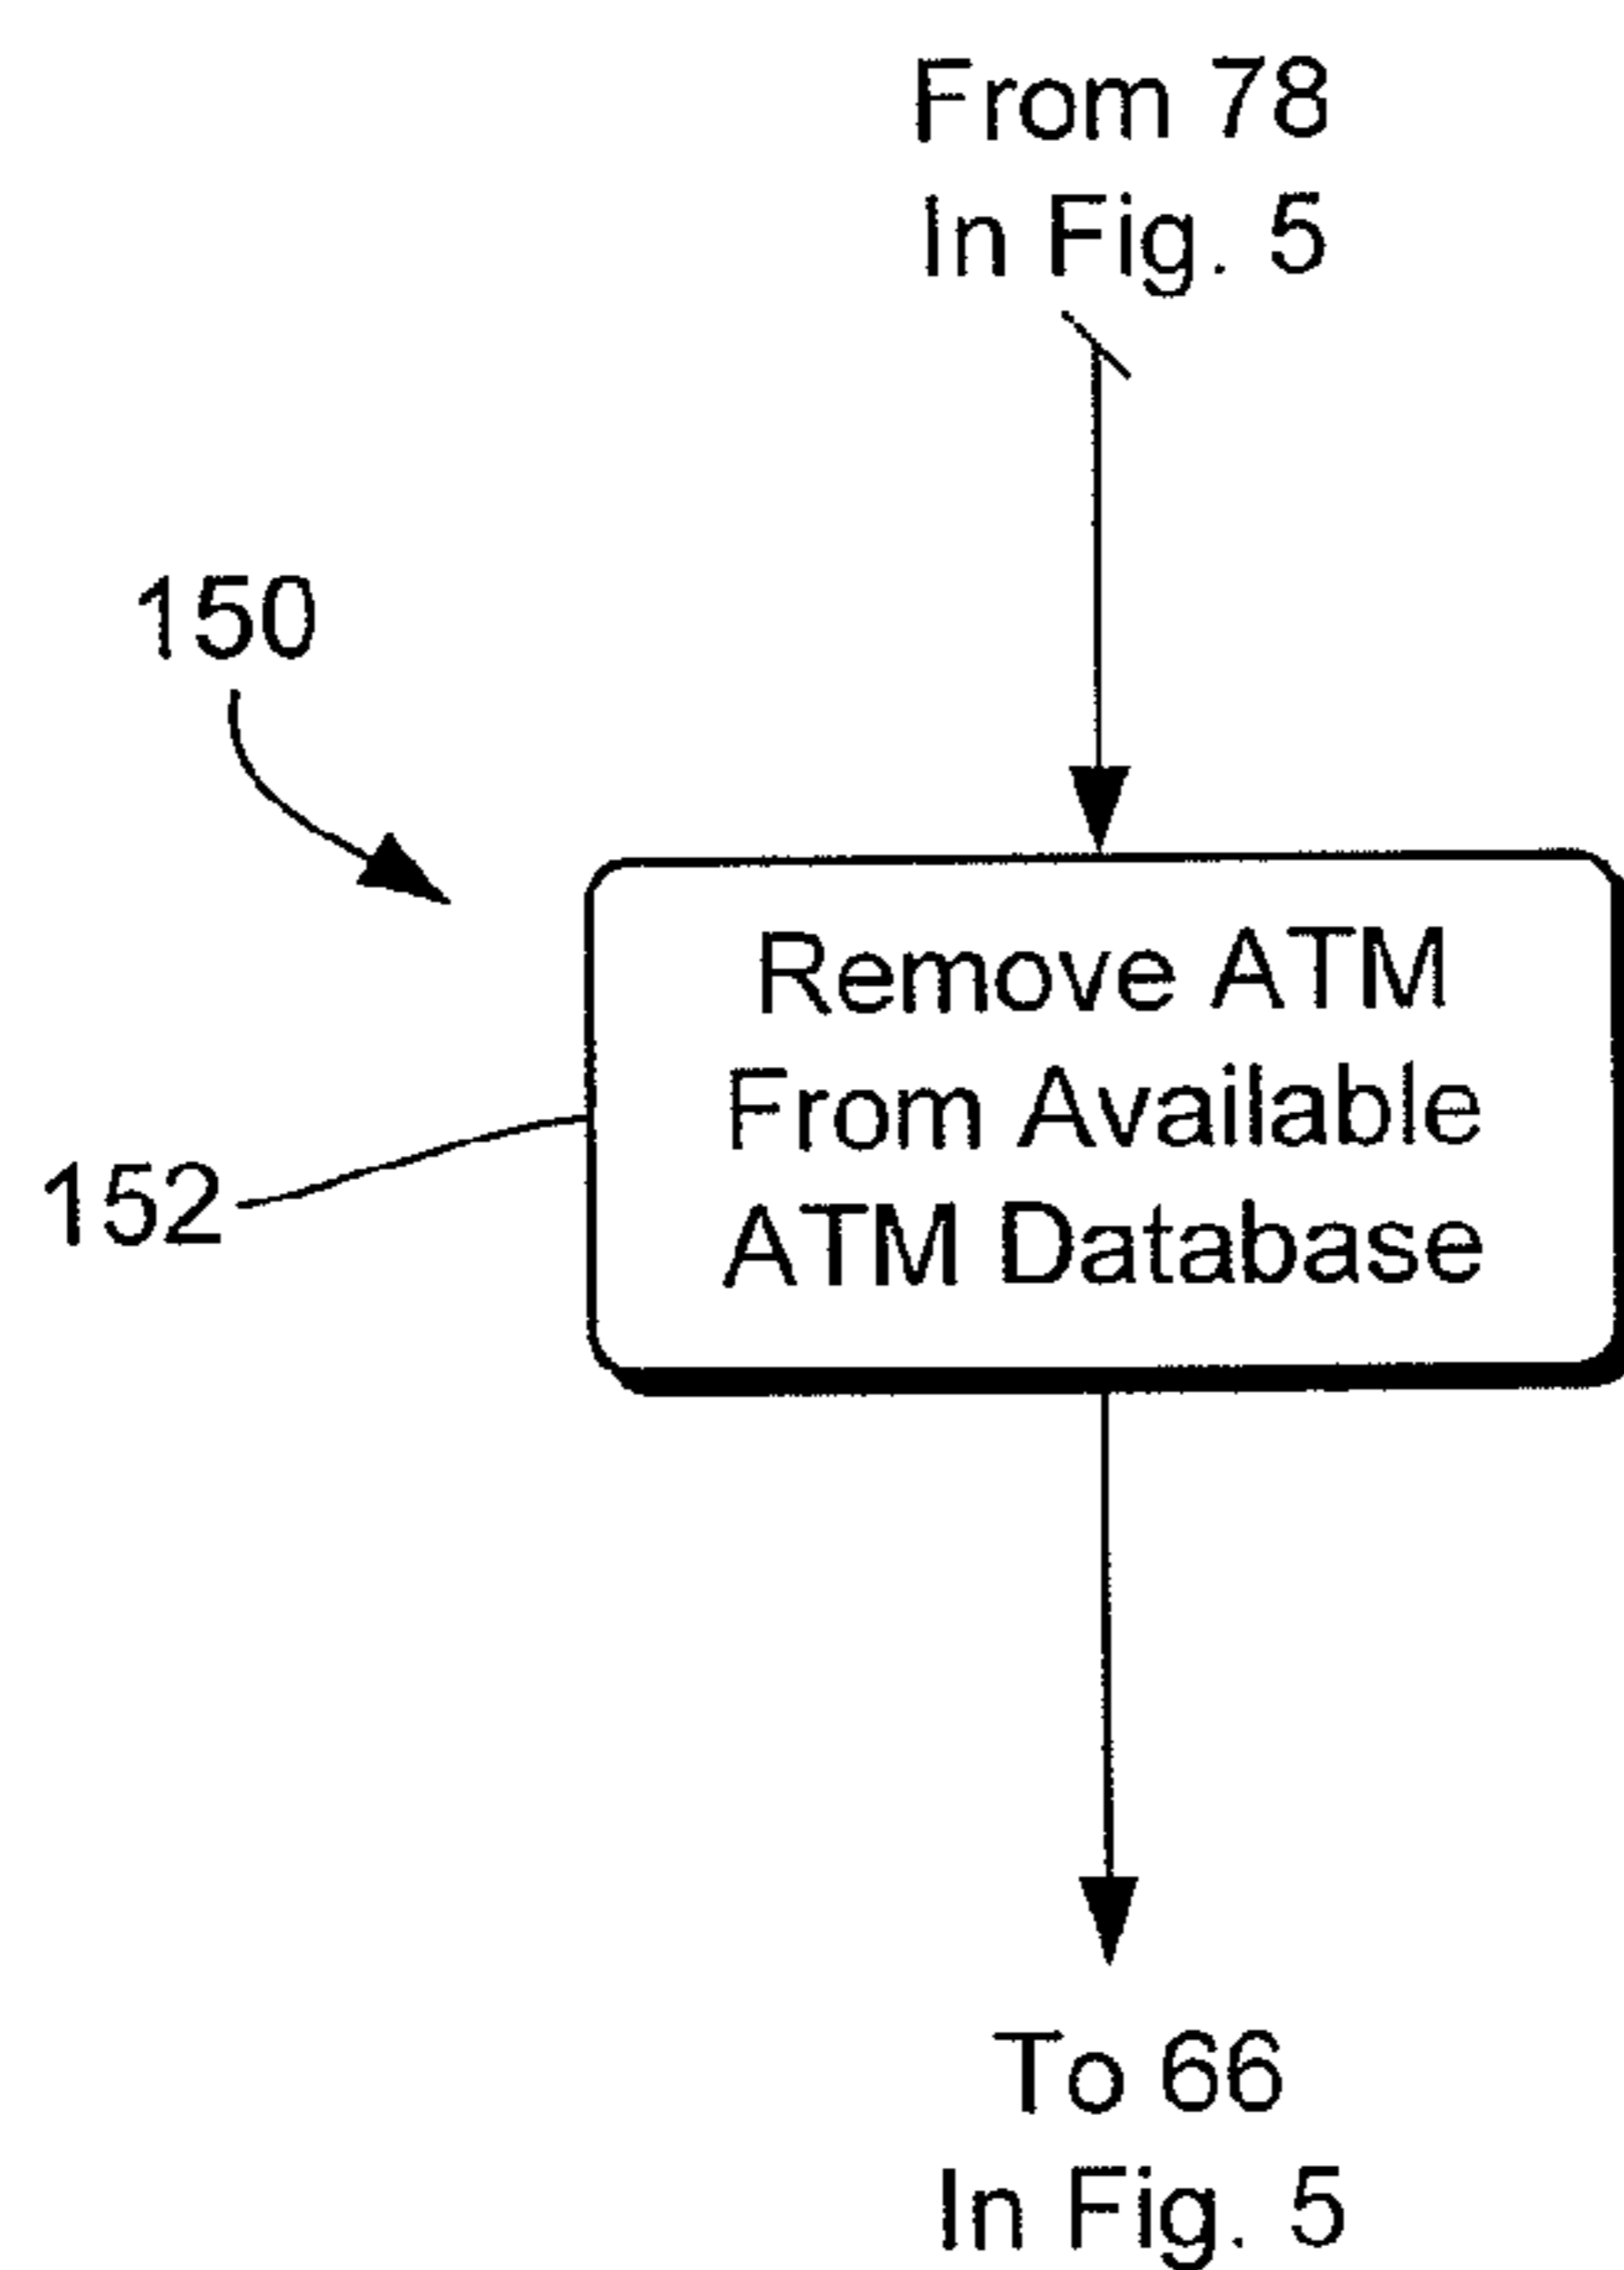 From 78
In Fig. 5
150
Remove ATM
From Available
ATM Database
152
To 66
In Fig. 5